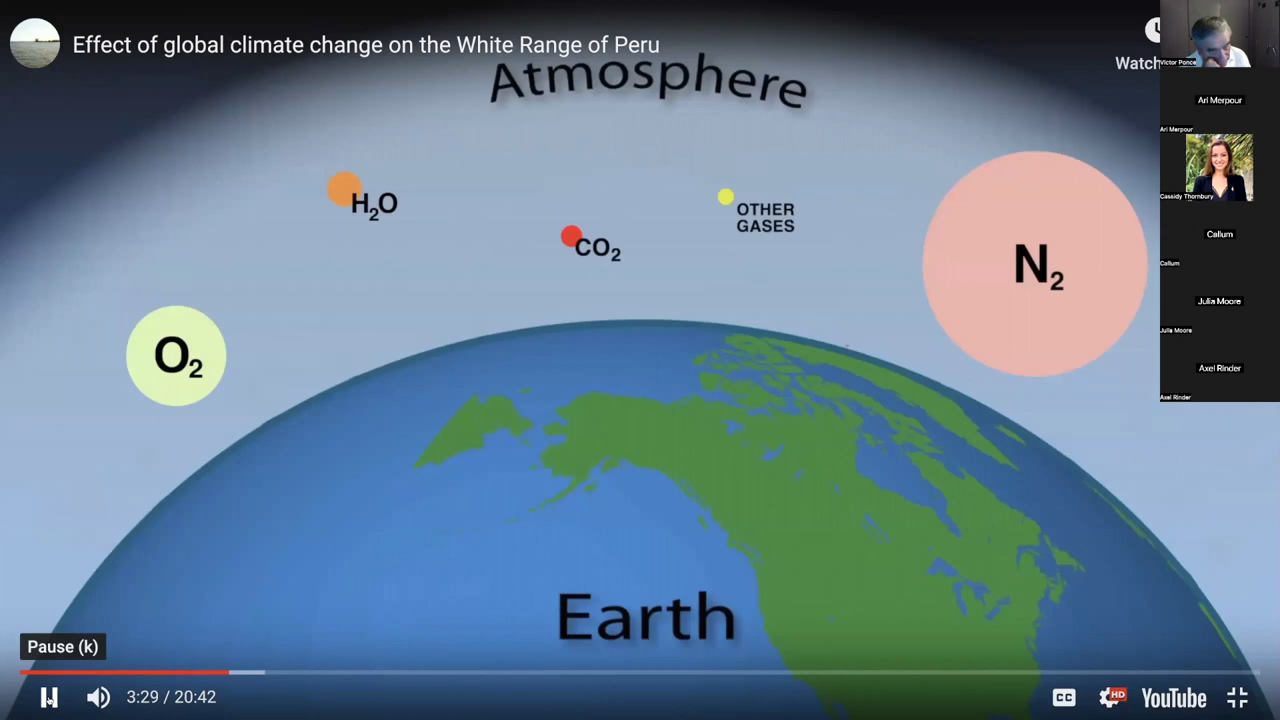 Effect of global climate change on the White Range of Peru
Watch
Atmosphere
H₂O
CO₂
OTHER
GASES
N₂
O₂
Earth
Pause (k)
3:29 / 20:42
CC
HD
YouTube
Victor Ponce
Ari Merpour
Ari Merpour
Cassidy Thornbury
Callum
Callum
Julia Moore
Julia Moore
Axel Rinder
Axel Rinder